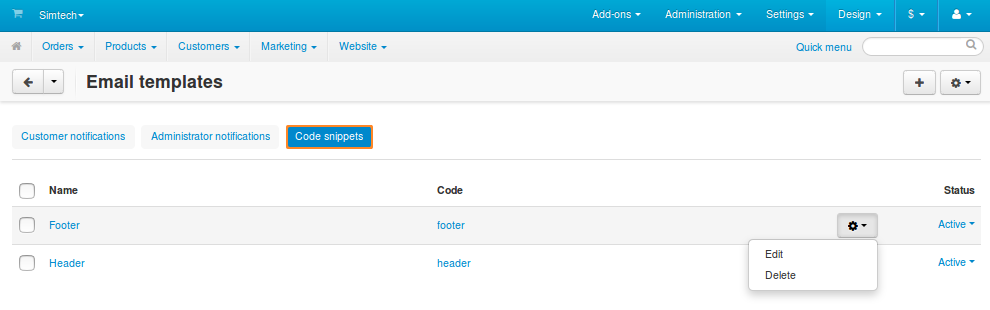 Simtech Add-ons Administration Settings Design $
Orders Products Customers Marketing Website Quick menu
Email templates
Customer notifications Administrator notifications Code snippets
Name Code Status
Footer footer Active
Edit
Header header Active
Delete